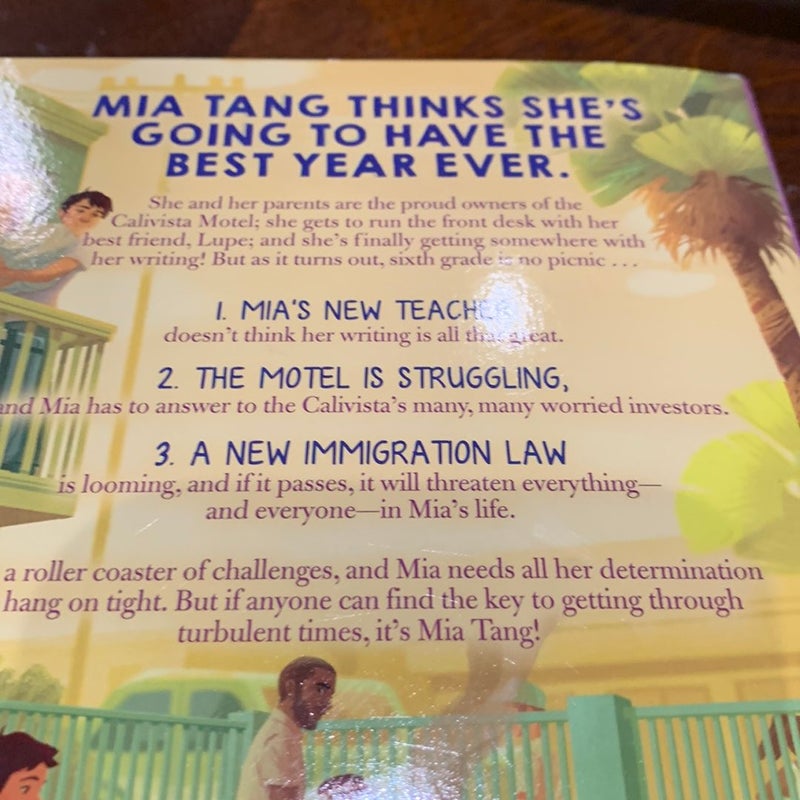 MIA TANG THINKS SHE'S
GOING TO HAVE THE
BEST YEAR EVER.
She and her parents are the proud owners of the
Calivista Motel; she gets to run the front desk with her
best friend, Lupe; and she's finally getting somewhere with
her writing! But as it turns out, sixth grade is no picnic . . .
1. MIA'S NEW TEACHER
doesn't think her writing is all that great.
2. THE MOTEL IS STRUGGLING,
and Mia has to answer to the Calivista's many, many worried investors.
3. A NEW IMMIGRATION LAW
is looming, and if it passes, it will threaten everything—
and everyone—in Mia's life.
a roller coaster of challenges, and Mia needs all her determination
hang on tight. But if anyone can find the key to getting through
turbulent times, it's Mia Tang!